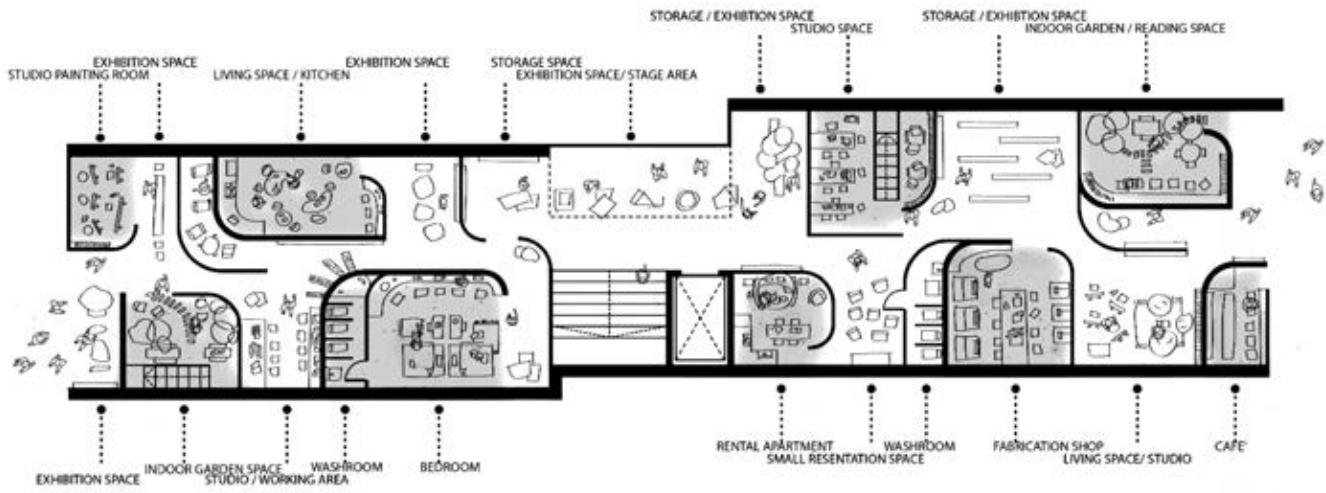 STORAGE / EXHIBTION SPACE
STORAGE / EXHIBTION SPACE
STUDIO SPACE
INDOOR GARDEN / READING SPACE
EXHIBITION SPACE
EXHIBITION SPACE
STORAGE SPACE
STUDIO PAINTING ROOM
LIVING SPACE / KITCHEN
EXHIBITION SPACE/ STAGE AREA
RENTAL APARTMENT
WASHROOM
FABRICATION SHOP
CAFE'
SMALL RESENTATION SPACE
LIVING SPACE/ STUDIO
INDOOR GARDEN SPACE
WASHROOM
BEDROOM
EXHIBITION SPACE
STUDIO / WORKING AREA